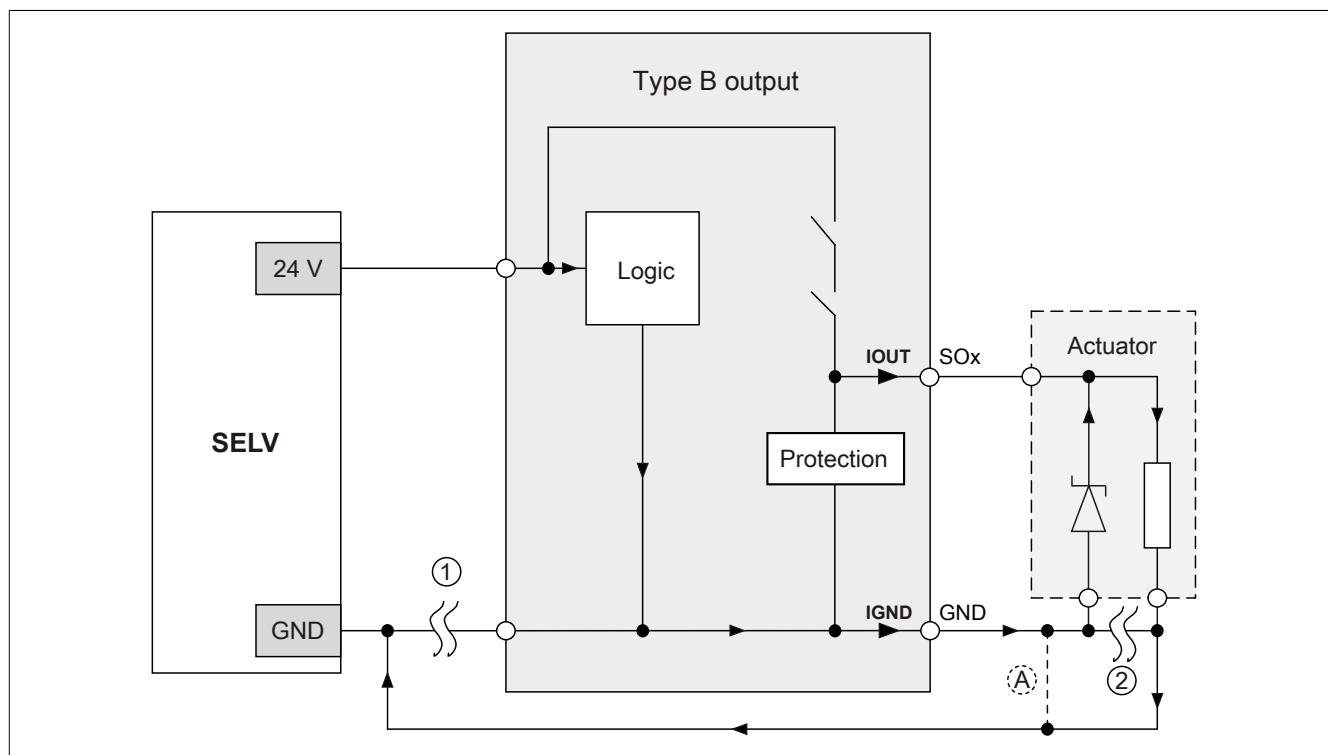 Type B output
24 V
Logic
SELV
IOUT
SOx
Actuator
Protection
①
GND
IGND
GND
Ⓐ
②